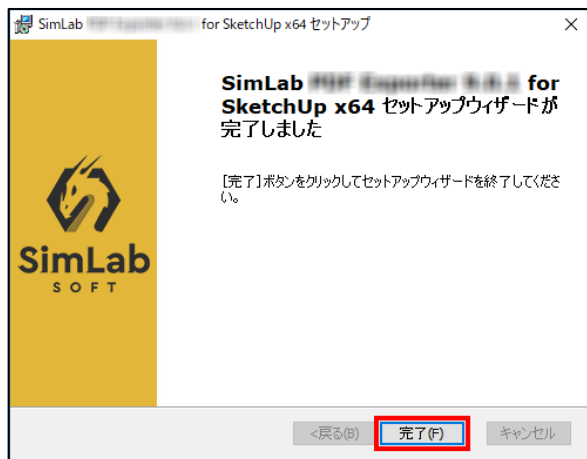 SimLab for SketchUp x64 セットアップ
SimLab for
SketchUp x64 セットアップウィザードが
完了しました
[完了]ボタンをクリックしてセットアップウィザードを終了してくださ
い。
SimLab
SOFT
<戻る(B)
完了(F)
キャンセル